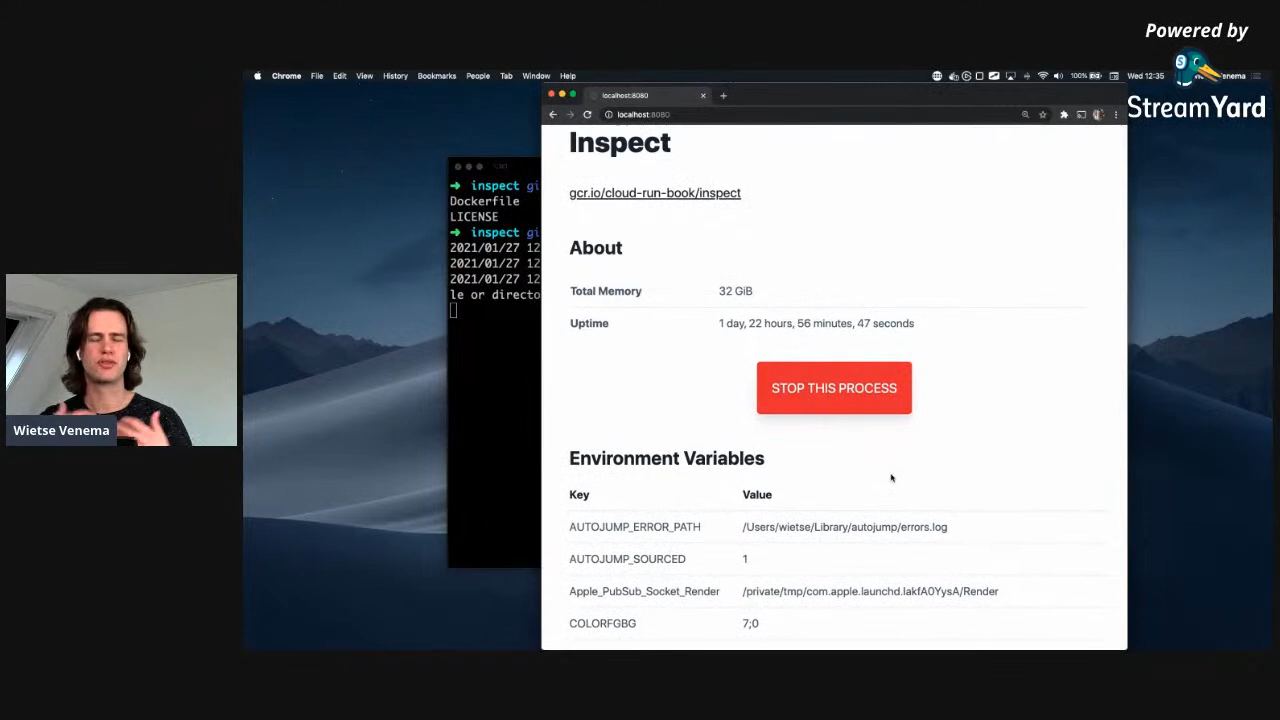 Powered by
StreamYard
Chrome File Edit View History Bookmarks People Tab Window Help
100% Wed 12:35 Venema
localhost:8080
localhost:8080
Inspect
gcr.io/cloud-run-book/inspect
About
Total Memory 32 GiB
Uptime 1 day, 22 hours, 56 minutes, 47 seconds
STOP THIS PROCESS
Environment Variables
Key Value
AUTOJUMP_ERROR_PATH /Users/wietse/Library/autojump/errors.log
AUTOJUMP_SOURCED 1
Apple_PubSub_Socket_Render /private/tmp/com.apple.launchd.lakfA0YysA/Render
COLORFGBG 7;0
➜ inspect gi
Dockerfile
LICENSE
➜ inspect gi
2021/01/27 12
2021/01/27 12
2021/01/27 12
le or directo
Wietse Venema